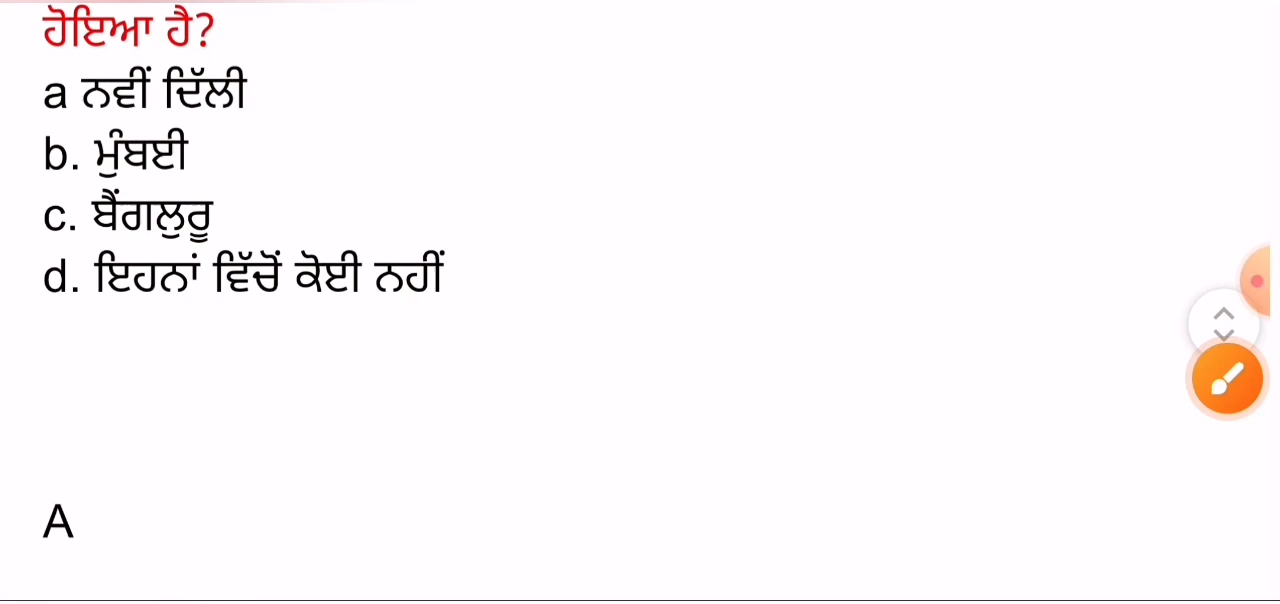 ਹੋਇਆ ਹੈ?
a ਨਵੀਂ ਦਿੱਲੀ
b. ਮੁੰਬਈ
c. ਬੈਂਗਲੁਰੂ
d. ਇਹਨਾਂ ਵਿੱਚੋਂ ਕੋਈ ਨਹੀਂ
A